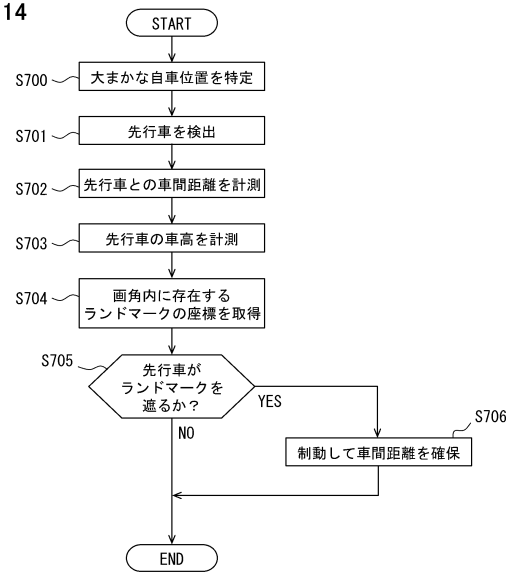 14
START
S700
大まかな自車位置を特定
S701
先行車を検出
S702
先行車との車間距離を計測
S703
先行車の車高を計測
S704
画角内に存在する
ランドマークの座標を取得
S705
先行車が
ランドマークを
遮るか？
YES
NO
S706
制動して車間距離を確保
END